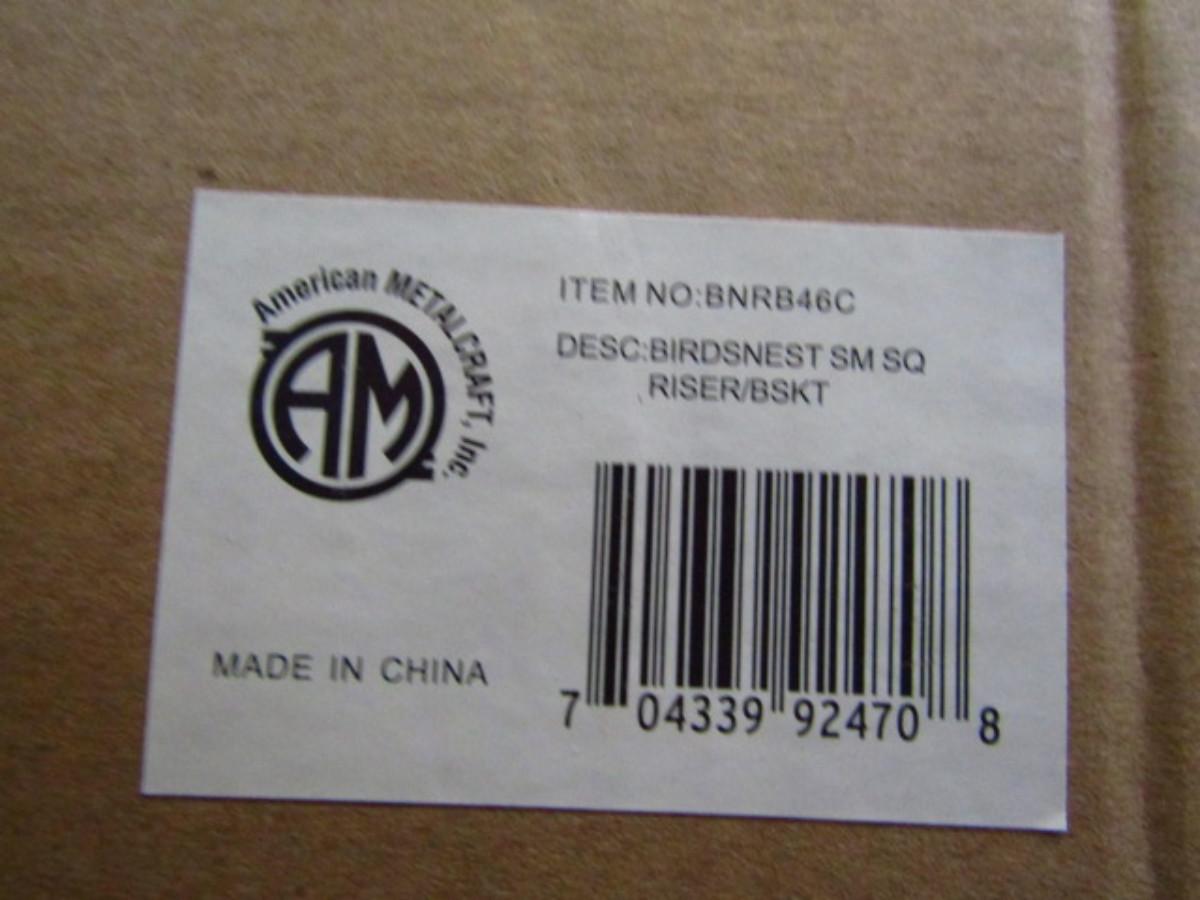 American METALCRAFT, Inc.
AM
ITEM NO:BNRB46C
DESC:BIRDSNEST SM SQ
RISER/BSKT
MADE IN CHINA
7 04339 92470 8